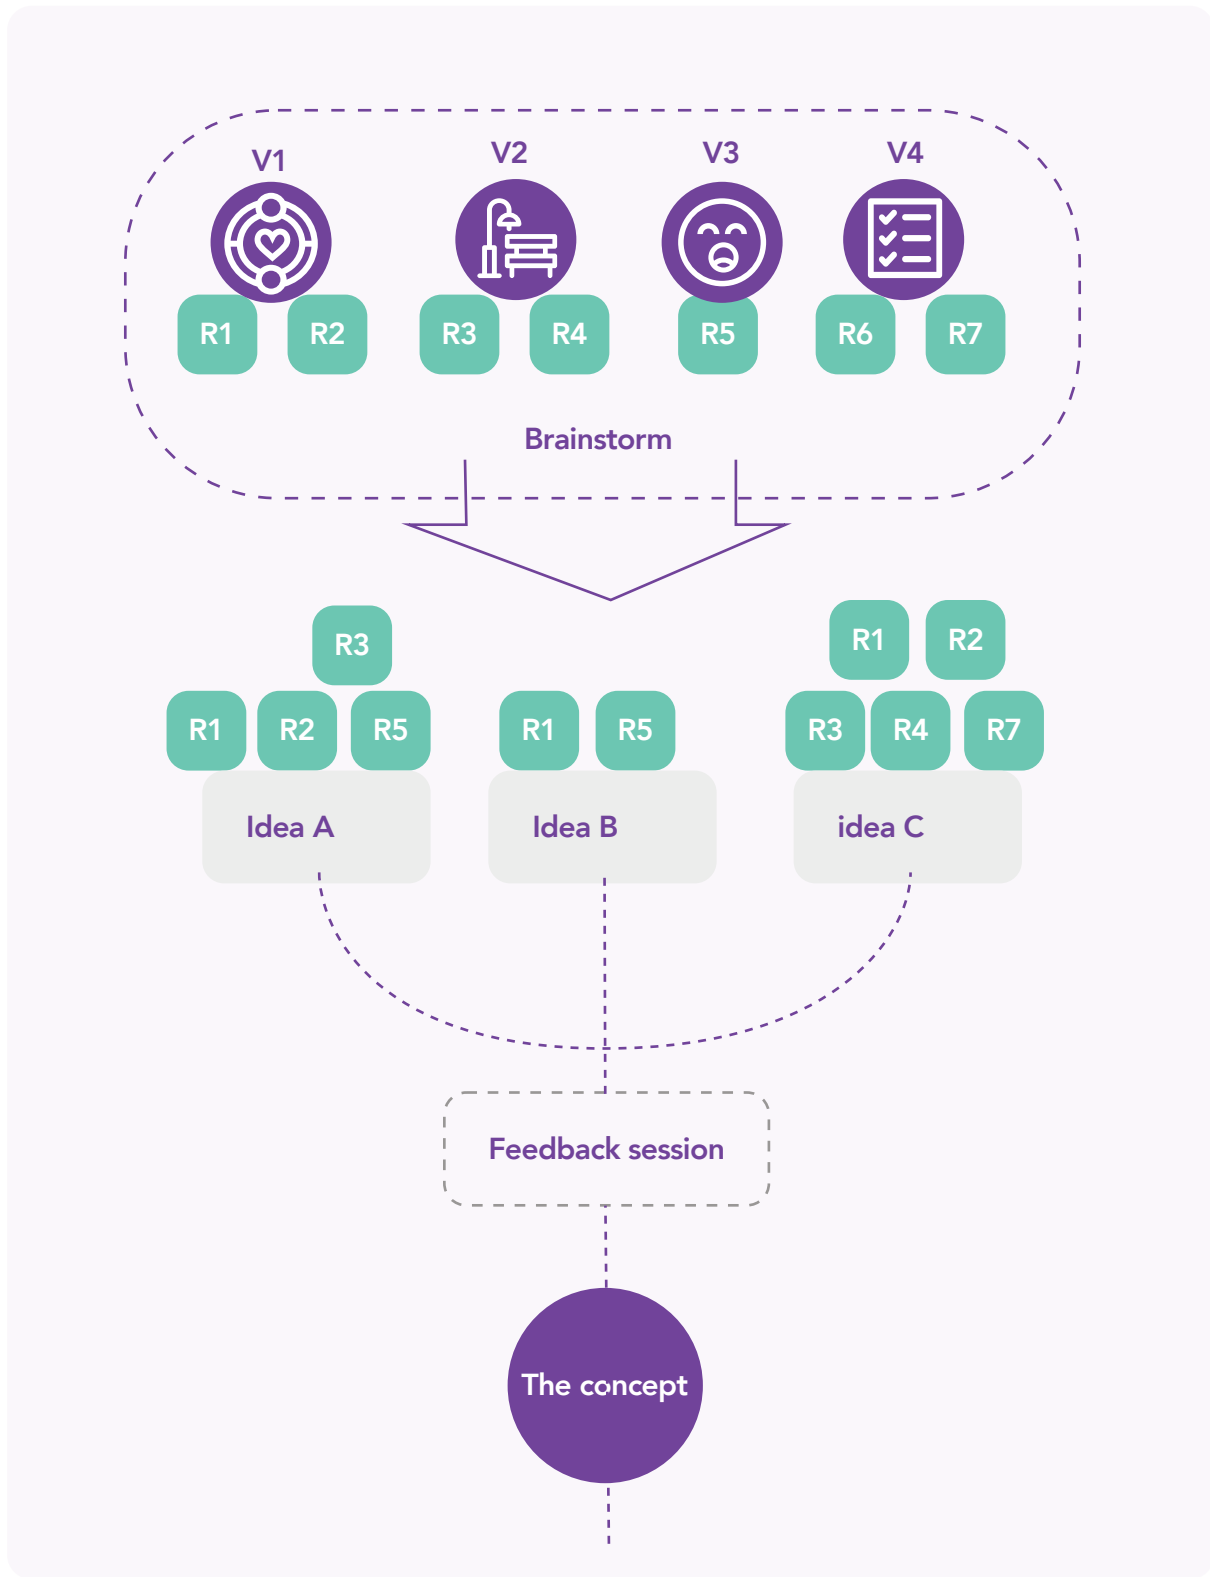 V1
V2
V3
V4
R1
R2
R3
R4
R5
R6
R7
Brainstorm
R3
R1
R2
R5
Idea A
R1
R5
Idea B
R1
R2
R3
R4
R7
idea C
Feedback session
The concept